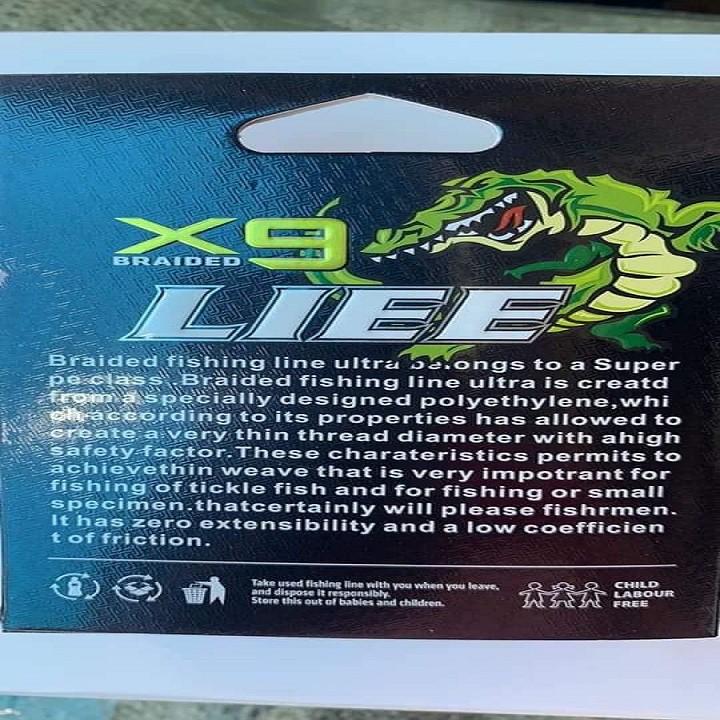 X9
BRAIDED
LIEE
Braided fishing line ultra belongs to a Super
pe class .Braided fishing line ultra is creatd
from a specially designed polyethylene,whi
ch according to its properties has allowed to
create a very thin thread diameter with ahigh
safety factor.These charateristics permits to
achievethin weave that is very impotrant for
fishing of tickle fish and for fishing or small
specimen.thatcertainly will please fishrmen.
It has zero extensibility and a low coefficien
t of friction.
Take used fishing line with you when you leave,
and dispose it responsibly.
Store this out of babies and children.
CHILD
LABOUR
FREE